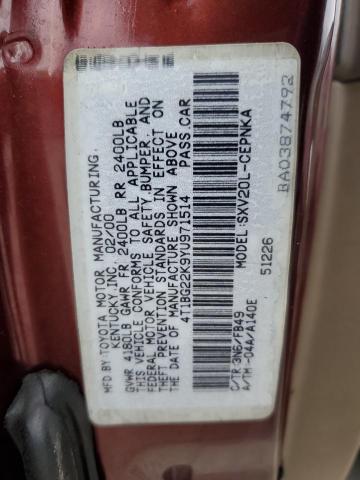 MFD BY TOYOTA MOTOR MANUFACTURING
KENTUCKY INC 02/00
GVWR 4180LB GAWR FR 2400LB RR 2400LB
THIS VEHICLE CONFORMS TO ALL APPLICABLE
FEDERAL MOTOR VEHICLE SAFETY, BUMPER, AND
THEFT PREVENTION STANDARDS IN EFFECT ON
THE DATE OF MANUFACTURE SHOWN ABOVE
4T1BG22K9YU971514 PASS.CAR
C/TR:3N6/FB49 MODEL:SXV20L-CEPNKA
A/TM:-04A/A140E 51226
BA03874792